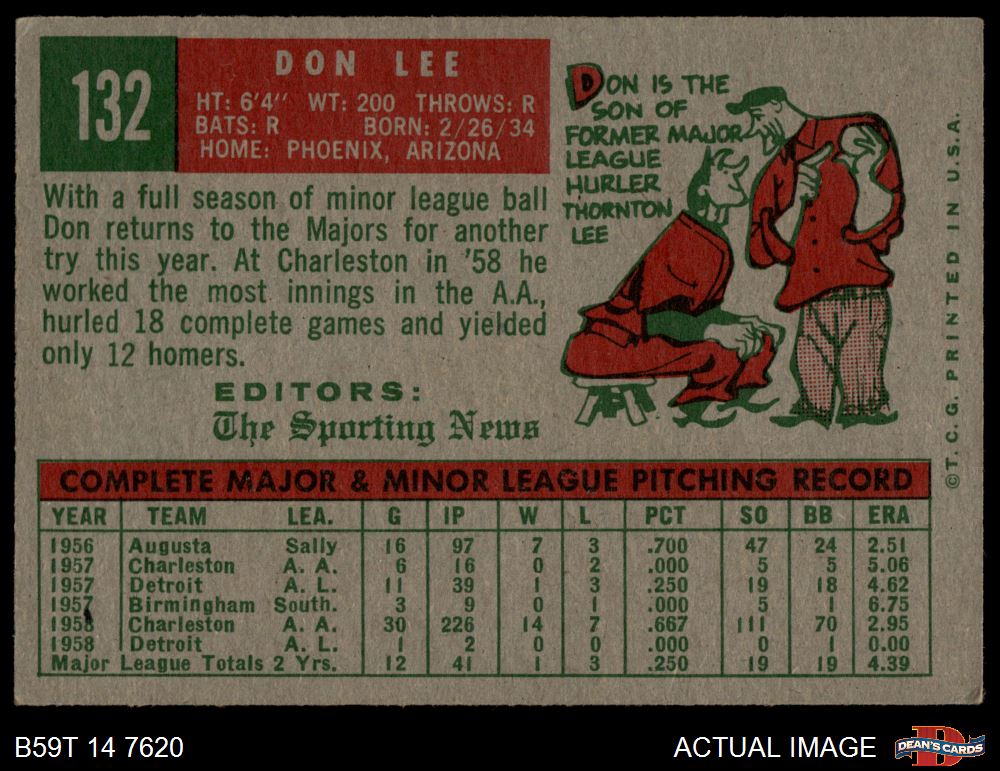 132
DON LEE
HT: 6'4" WT: 200 THROWS: R
BATS: R BORN: 2/26/34
HOME: PHOENIX, ARIZONA
With a full season of minor league ball
Don returns to the Majors for another
try this year. At Charleston in '58 he
worked the most innings in the A.A.,
hurled 18 complete games and yielded
only 12 homers.
EDITORS:
The Sporting News
DON IS THE
SON OF
FORMER MAJOR
LEAGUE
HURLER
THORNTON
LEE
©T. C. G. PRINTED IN U.S.A.
COMPLETE MAJOR & MINOR LEAGUE PITCHING RECORD
YEAR TEAM LEA. G IP W L PCT SO BB ERA
1956 Augusta Sally 16 97 7 3 .700 47 24 2.51
1957 Charleston A. A. 6 16 0 2 .000 5 5 5.06
1957 Detroit A. L. 11 39 1 3 .250 19 18 4.62
1957 Birmingham South. 3 9 0 1 .000 5 1 6.75
1958 Charleston A. A. 30 226 14 7 .667 111 70 2.95
1958 Detroit A. L. 1 2 0 0 .000 0 1 0.00
Major League Totals 2 Yrs. 12 41 1 3 .250 19 19 4.39
B59T 14 7620
ACTUAL IMAGE
DEAN'S CARDS